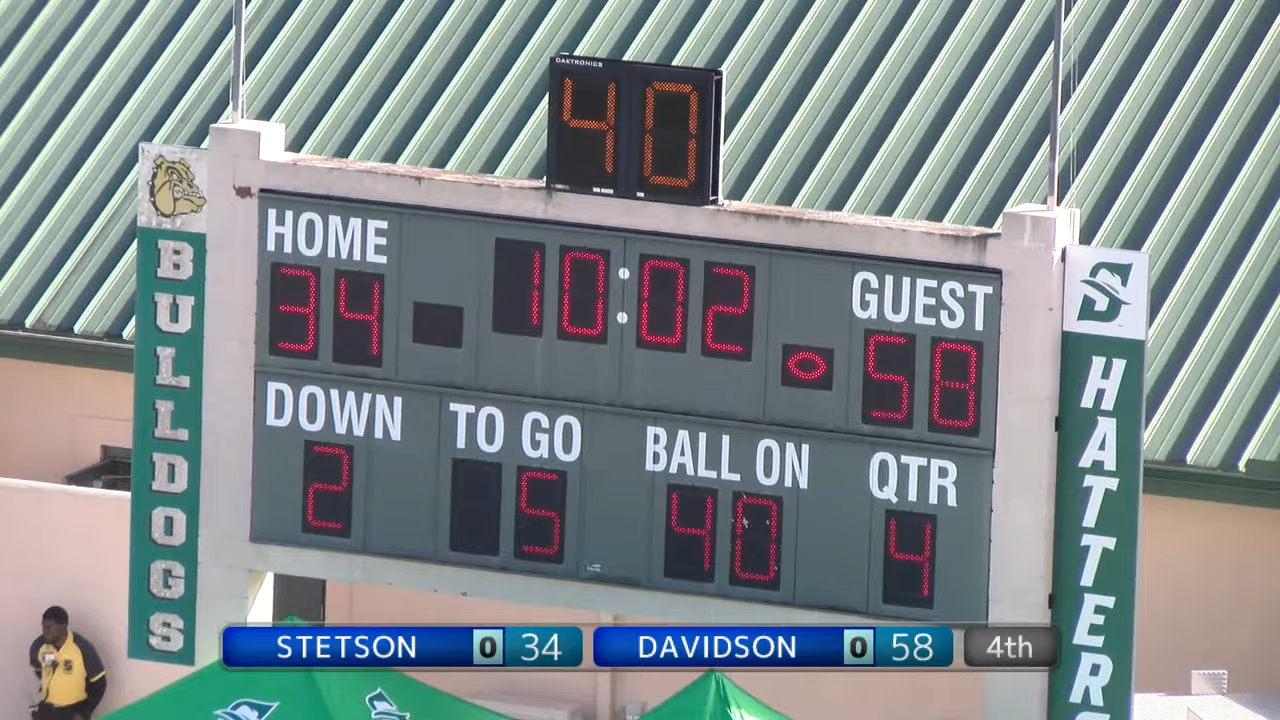 DAKTRONICS
40
HOME
34
10:02
0
GUEST
58
DOWN
2
TO GO
5
BALL ON
40
QTR
4
BULLDOGS
S
HATTERS
STETSON 0 34 DAVIDSON 0 58 4th